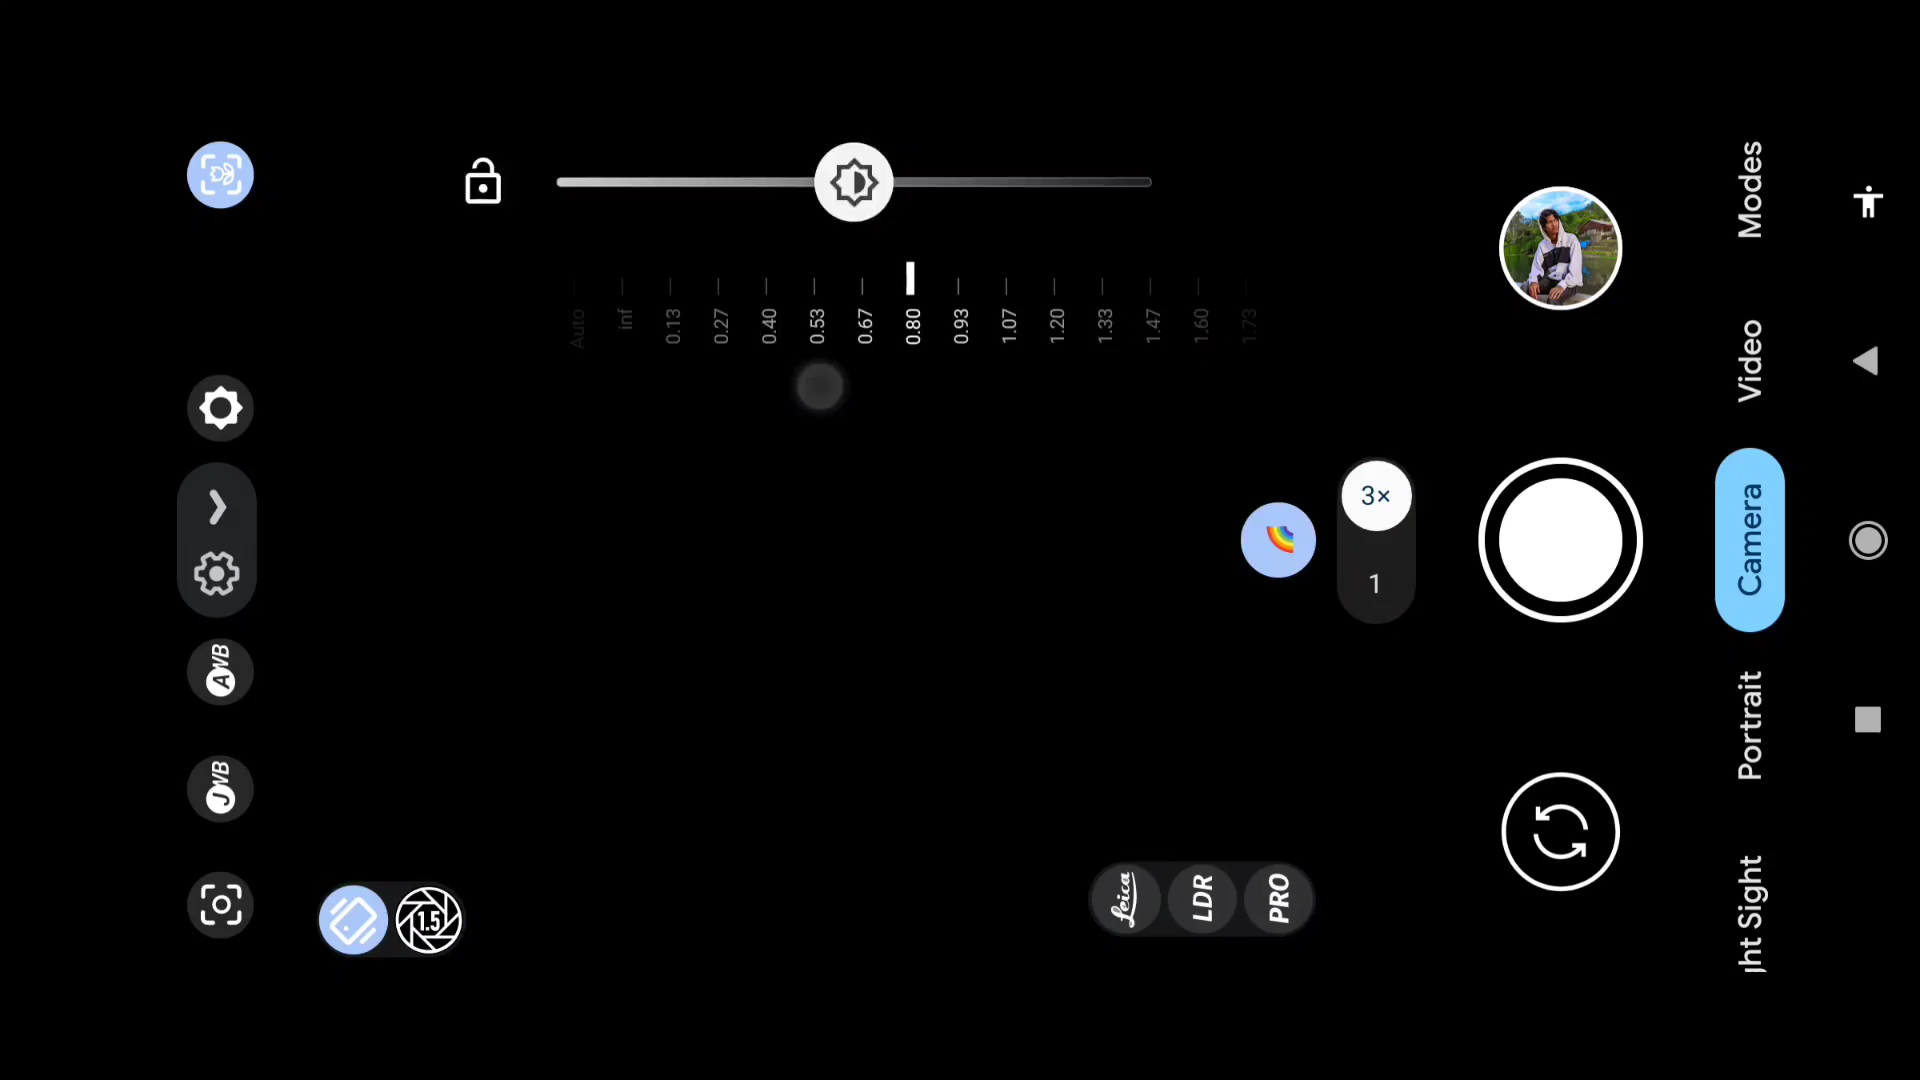 Auto
inf
0.13
0.27
0.40
0.53
0.67
0.80
0.93
1.07
1.20
1.33
1.47
1.60
1.73
3×
1
AWB
JWB
1.5
Leica
LDR
PRO
Modes
Video
Camera
Portrait
ght Sight